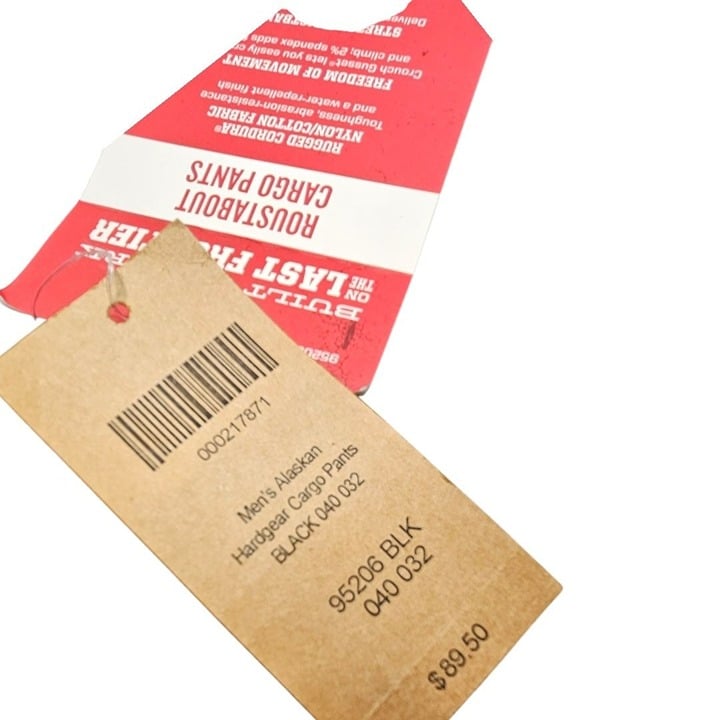 000217871
Men's Alaskan
Hardgear Cargo Pants
BLACK 040 032
95206 BLK
040 032
$89.50
BUILT
ON THE LAST
ROUSTABOUT
CARGO PANTS
RUGGED CORDURA®
NYLON/COTTON FABRIC
Toughness, abrasion-resistance
and a water-repellent finish
FREEDOM OF MOVEMENT
Crouch Gusset® lets you easily
and climb; 2% spandex adds